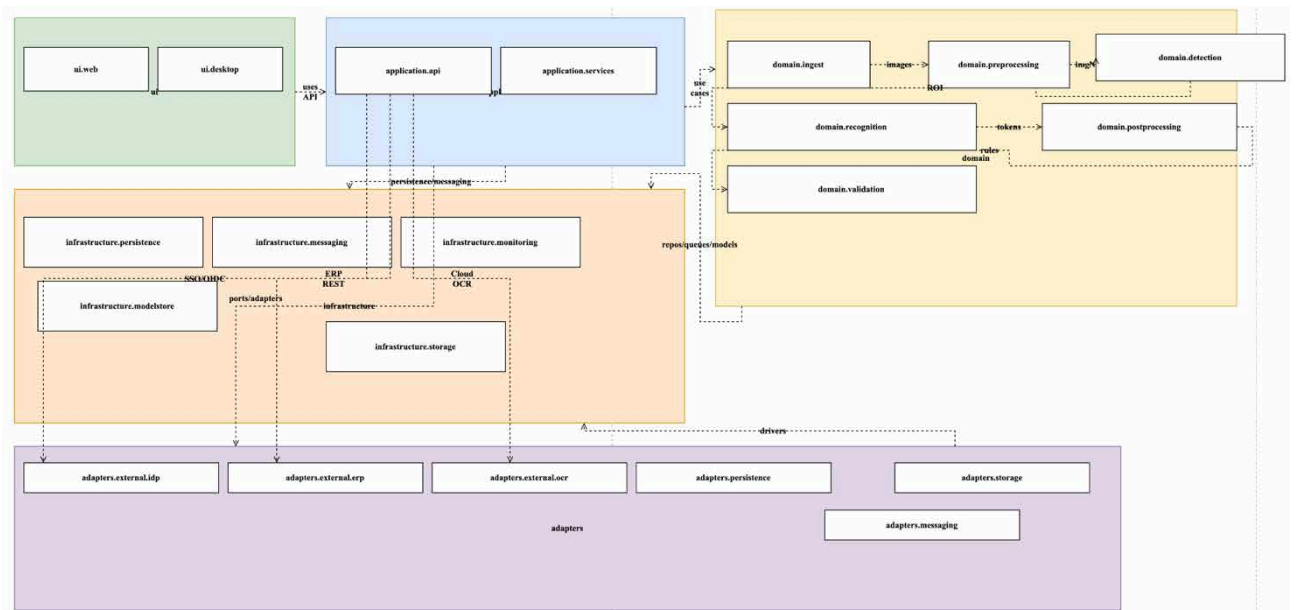 ui.web
ui.desktop
ui
uses
API
application.api
application.services
use
cases
domain.ingest
images
domain.preprocessing
domain.detection
ROI
domain.recognition
tokens
domain.postprocessing
rules
domain
domain.validation
persistence/messaging
infrastructure.persistence
infrastructure.messaging
infrastructure.monitoring
repos/queues/models
SSO/OIDC
ERP
REST
Cloud
OCR
infrastructure.modelstore
ports/adapters
infrastructure
infrastructure.storage
drivers
adapters.external.idp
adapters.external.erp
adapters.external.ocr
adapters.persistence
adapters.storage
adapters.messaging
adapters